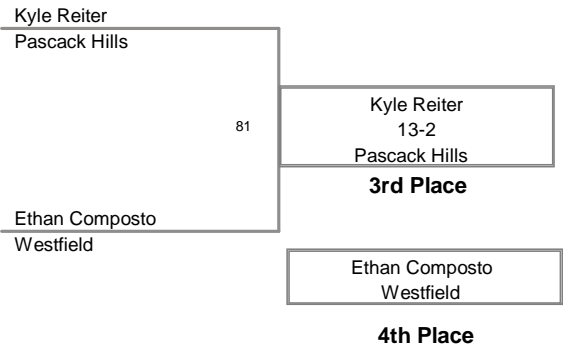 Kyle Reiter
Pascack Hills
81
Kyle Reiter
13-2
Pascack Hills
3rd Place
Ethan Composto
Westfield
Ethan Composto
Westfield
4th Place